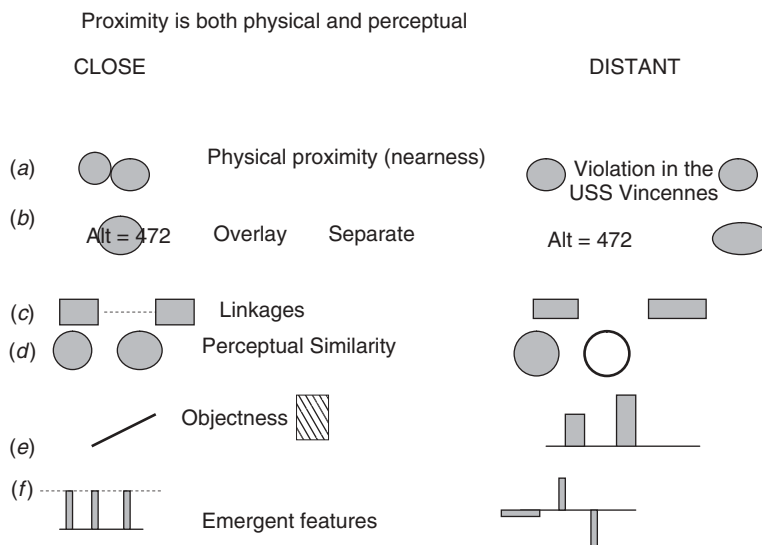 Proximity is both physical and perceptual
CLOSE DISTANT
(a) Physical proximity (nearness) Violation in the
USS Vincennes
(b) Alt = 472 Overlay Separate Alt = 472
(c) Linkages
(d) Perceptual Similarity
(e) Objectness
(f) Emergent features